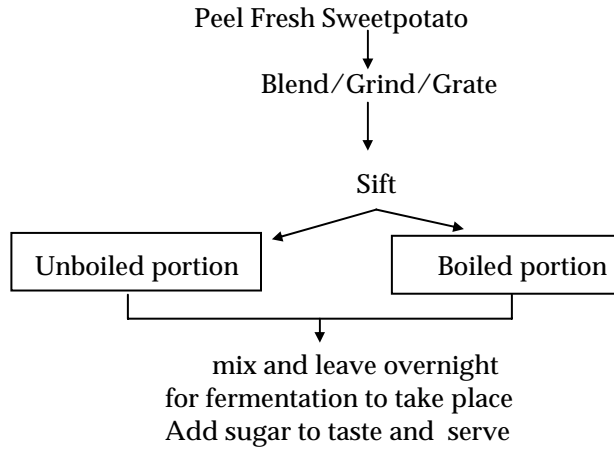 Peel Fresh Sweetpotato
Blend/Grind/Grate
Sift
Unboiled portion
Boiled portion
mix and leave overnight
for fermentation to take place
Add sugar to taste and serve